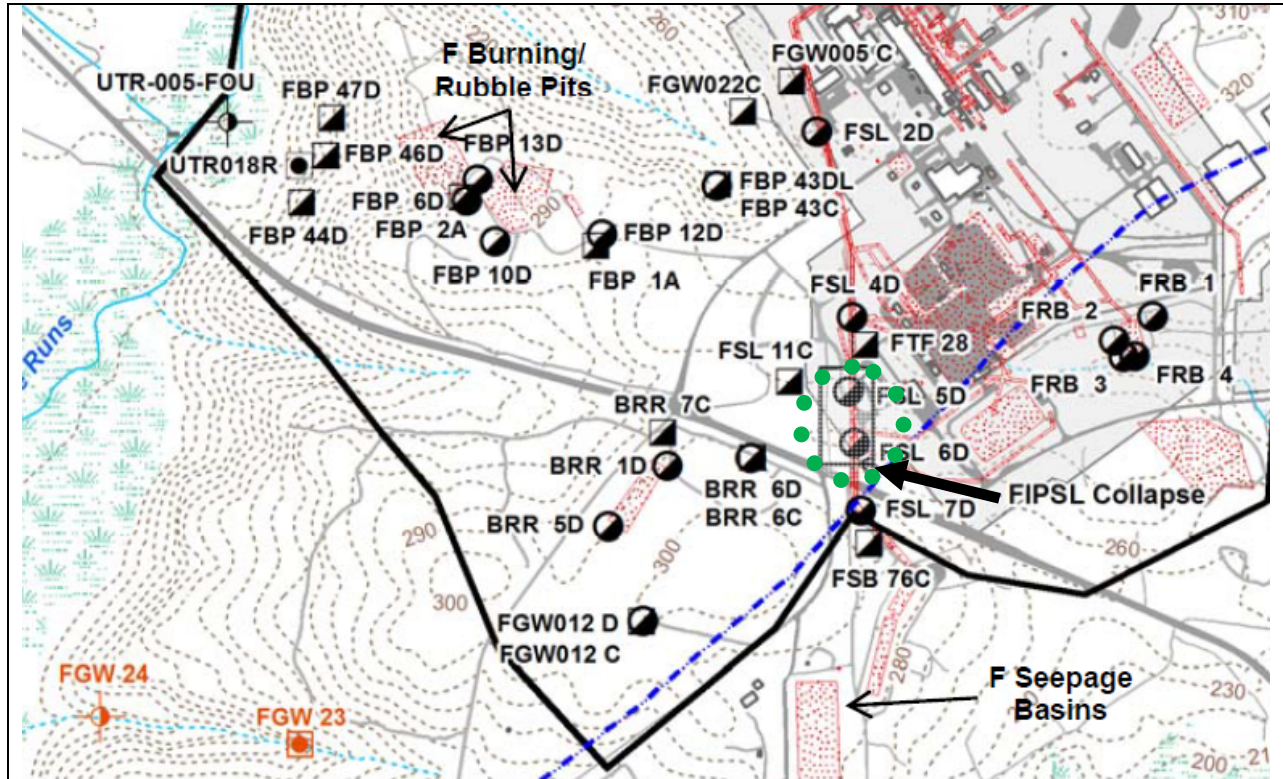 260
310
F Burning/
Rubble Pits
FGW005 C
UTR-005-FOU
FBP 47D
FGW022C
320
FSL 2D
FBP 13D
FBP 46D
UTR018R
FBP 43DL
FBP 43C
FBP 6D
290
FBP 2A
FBP 12D
FBP 44D
FBP 10D
FBP 1A
FSL 4D
FRB 1
FRB 2
Runs
FTF 28
FSL 11C
FRB 3
FRB 4
FSL 5D
BRR 7C
FSL 6D
BRR 1D
BRR 6D
FIPSL Collapse
BRR 6C
FSL 7D
BRR 5D
290
300
260
FSB 76C
300
FGW012 D
FGW012 C
280
FGW 24
F Seepage
Basins
230
FGW 23
200